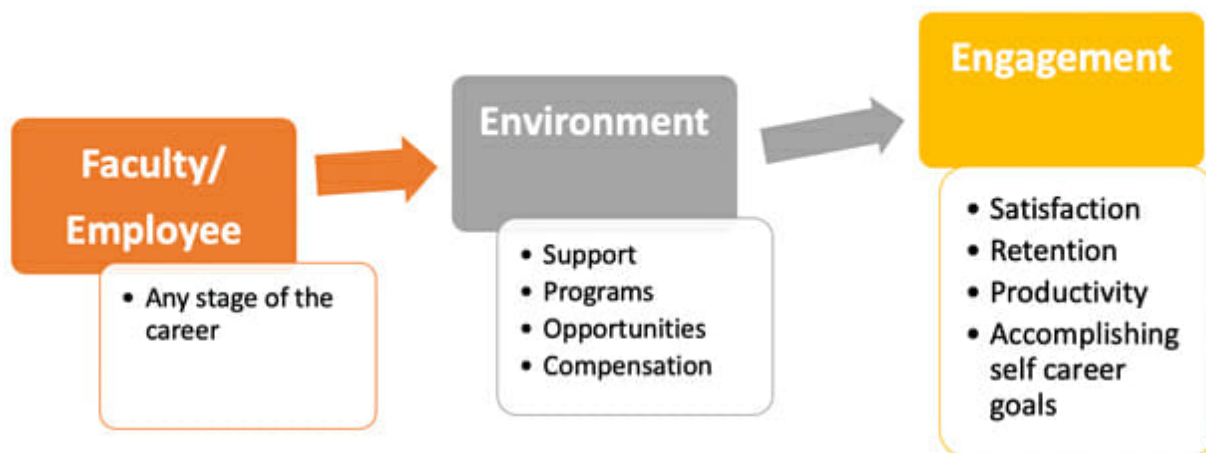 Faculty/
Employee
• Any stage of the
career
Environment
• Support
• Programs
• Opportunities
• Compensation
Engagement
• Satisfaction
• Retention
• Productivity
• Accomplishing
self career
goals